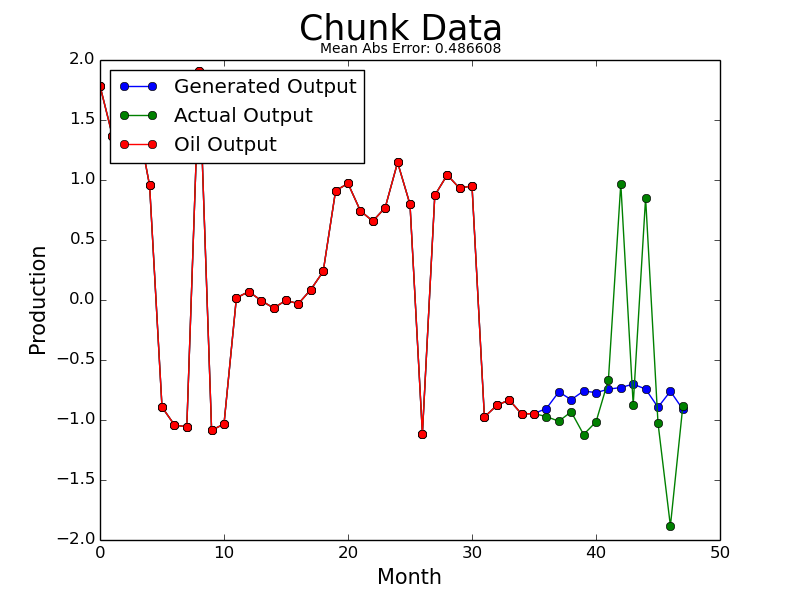 Chunk Data
Mean Abs Error: 0.486608
Generated Output
Actual Output
Oil Output
2.0
1.5
1.0
0.5
0.0
−0.5
−1.0
−1.5
−2.0
Production
0 10 20 30 40 50
Month